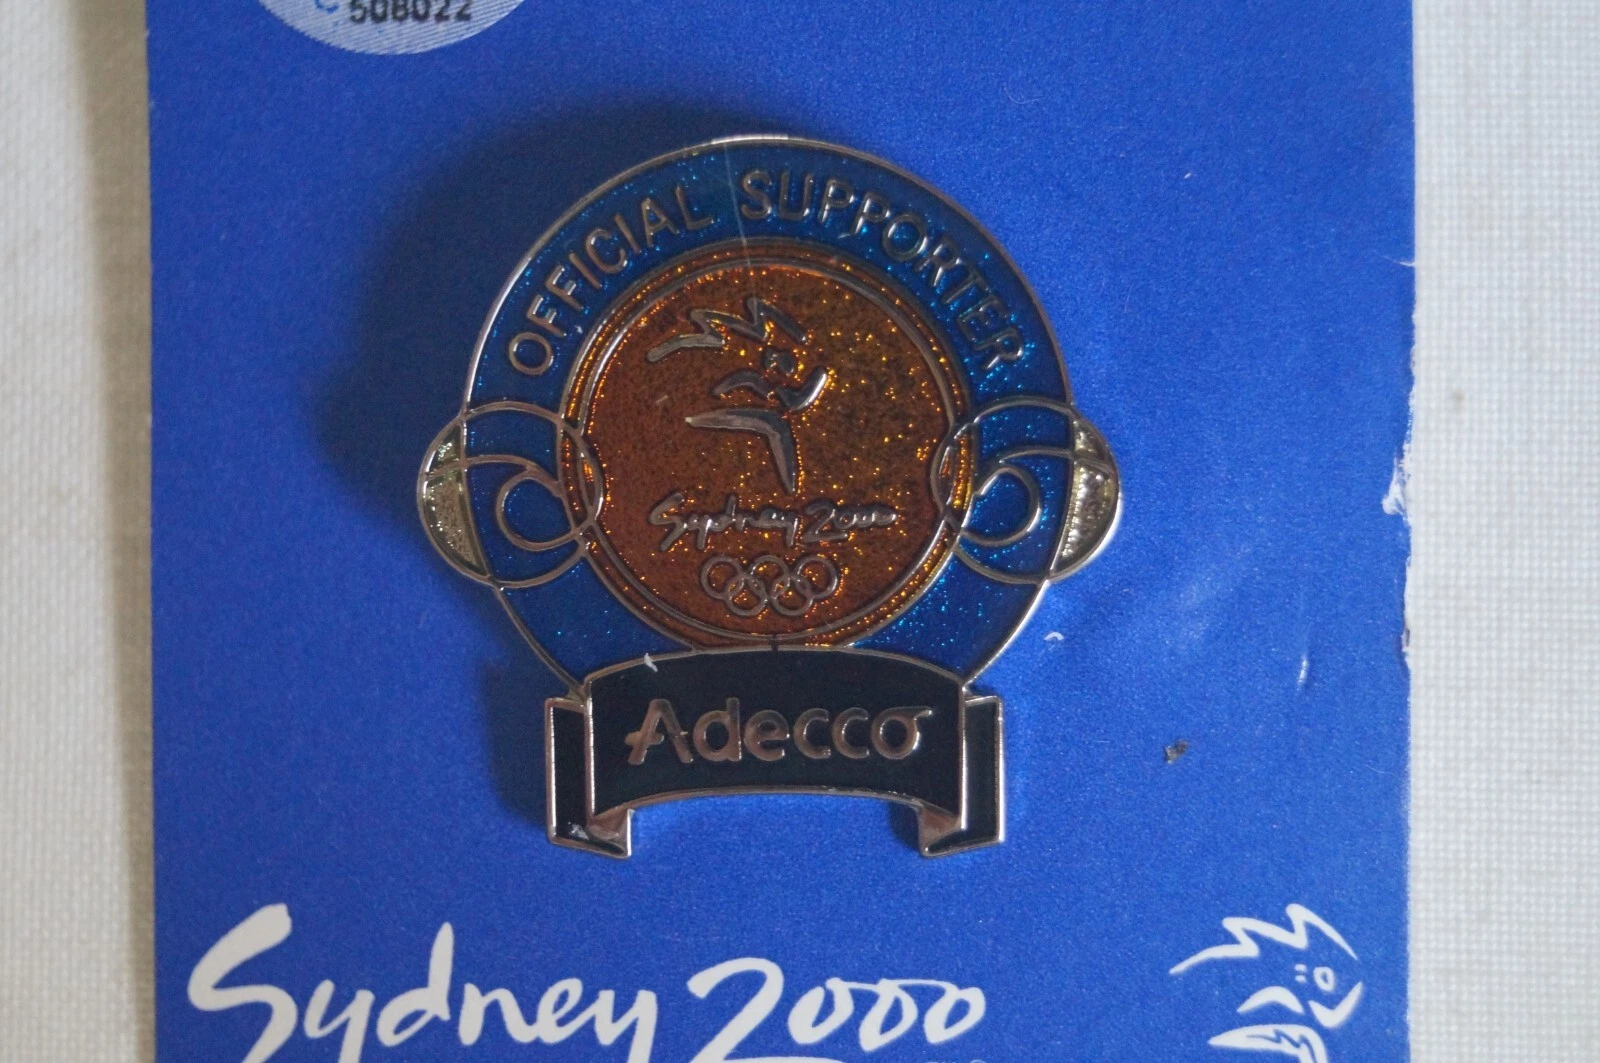 508022
OFFICIAL SUPPORTER
Sydney 2000
Adecco
Sydney 2000